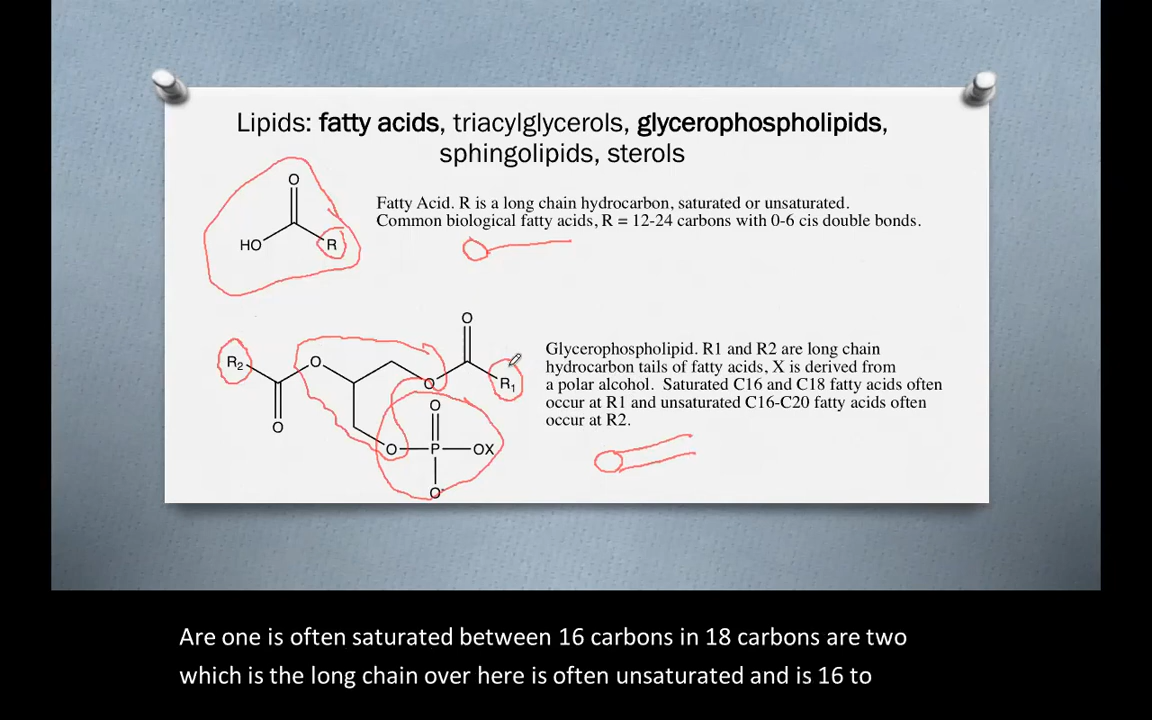 Lipids: fatty acids, triacylglycerols, glycerophospholipids,
sphingolipids, sterols
O
HO
R
Fatty Acid. R is a long chain hydrocarbon, saturated or unsaturated.
Common biological fatty acids, R = 12-24 carbons with 0-6 cis double bonds.
O
R2
O
O
R1
O
O
O
P
OX
O-
Glycerophospholipid. R1 and R2 are long chain
hydrocarbon tails of fatty acids, X is derived from
a polar alcohol. Saturated C16 and C18 fatty acids often
occur at R1 and unsaturated C16-C20 fatty acids often
occur at R2.
Are one is often saturated between 16 carbons in 18 carbons are two
which is the long chain over here is often unsaturated and is 16 to